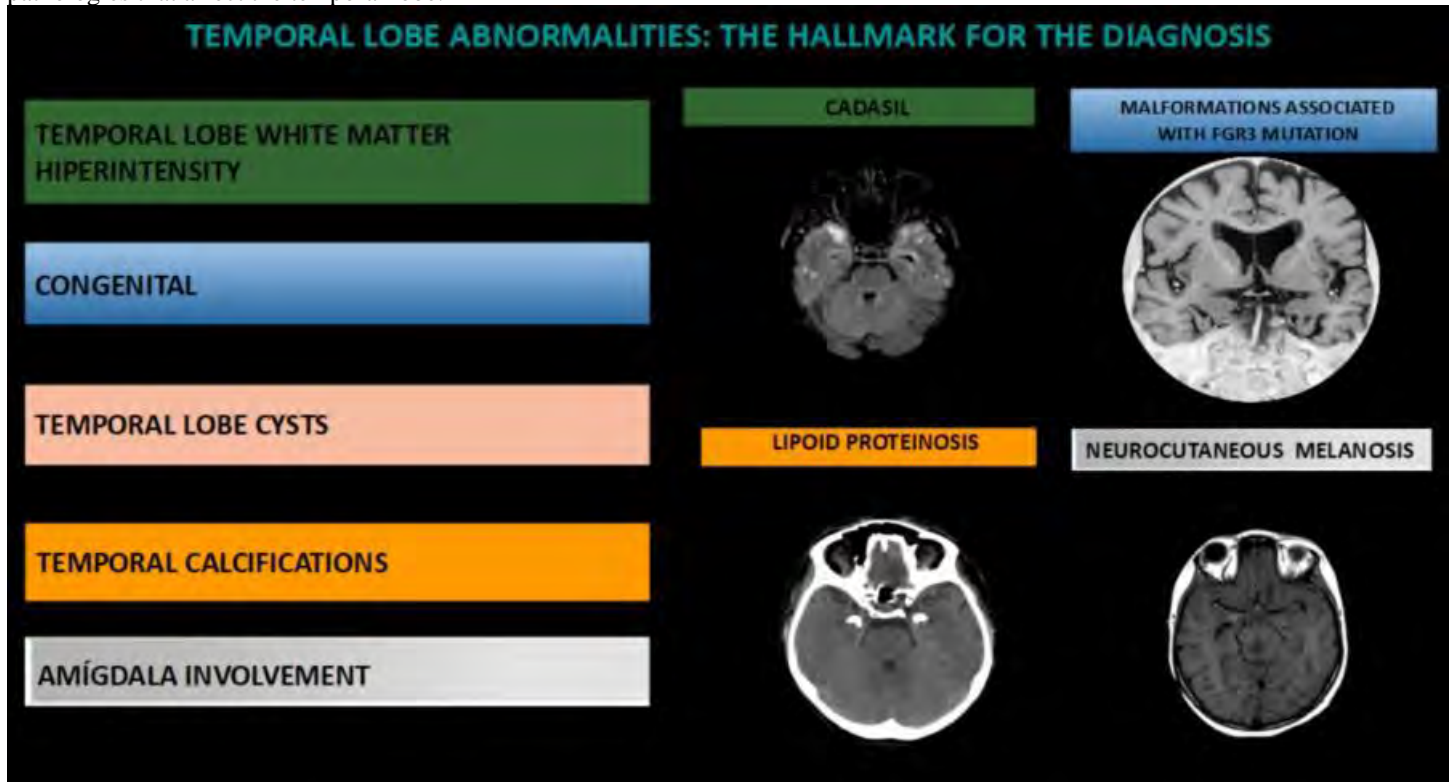 TEMPORAL LOBE ABNORMALITIES: THE HALLMARK FOR THE DIAGNOSIS
TEMPORAL LOBE WHITE MATTER
HIPERINTENSITY
CONGENITAL
TEMPORAL LOBE CYSTS
TEMPORAL CALCIFICATIONS
AMÍGDALA INVOLVEMENT
CADASIL
MALFORMATIONS ASSOCIATED
WITH FGR3 MUTATION
LIPOID PROTEINOSIS
NEUROCUTANEOUS MELANOSIS